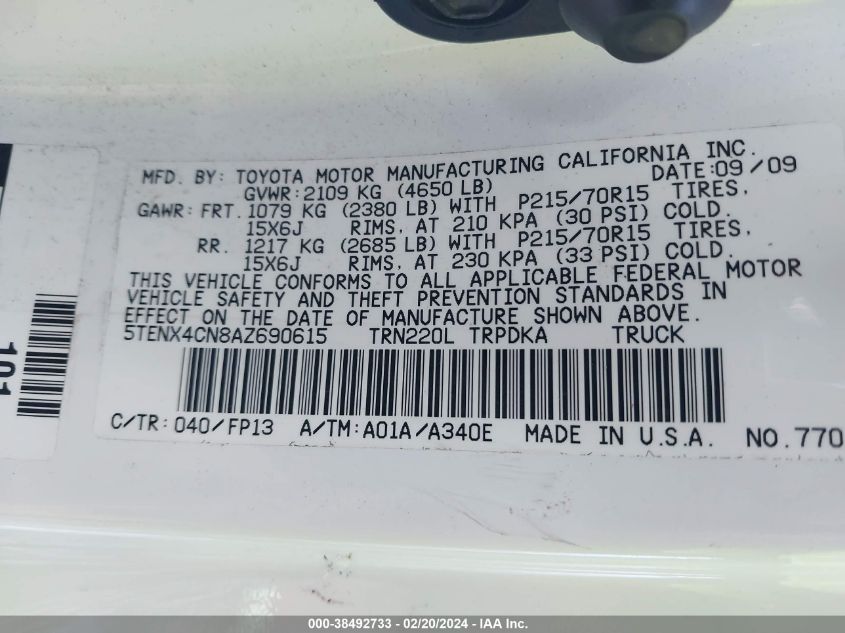 MFD. BY: TOYOTA MOTOR MANUFACTURING CALIFORNIA INC.
GVWR: 2109 KG (4650 LB) DATE: 09/09
GAWR: FRT. 1079 KG (2380 LB) WITH P215/70R15 TIRES,
15X6J RIMS, AT 210 KPA (30 PSI) COLD.
RR. 1217 KG (2685 LB) WITH P215/70R15 TIRES,
15X6J RIMS, AT 230 KPA (33 PSI) COLD.
THIS VEHICLE CONFORMS TO ALL APPLICABLE FEDERAL MOTOR
VEHICLE SAFETY AND THEFT PREVENTION STANDARDS IN
EFFECT ON THE DATE OF MANUFACTURE SHOWN ABOVE.
5TENX4CN8AZ690615 TRN220L TRPDKA TRUCK
C/TR: 040/FP13 A/TM: A01A/A340E MADE IN U.S.A. NO.770
101
000-38492733 - 02/20/2024 - IAA Inc.